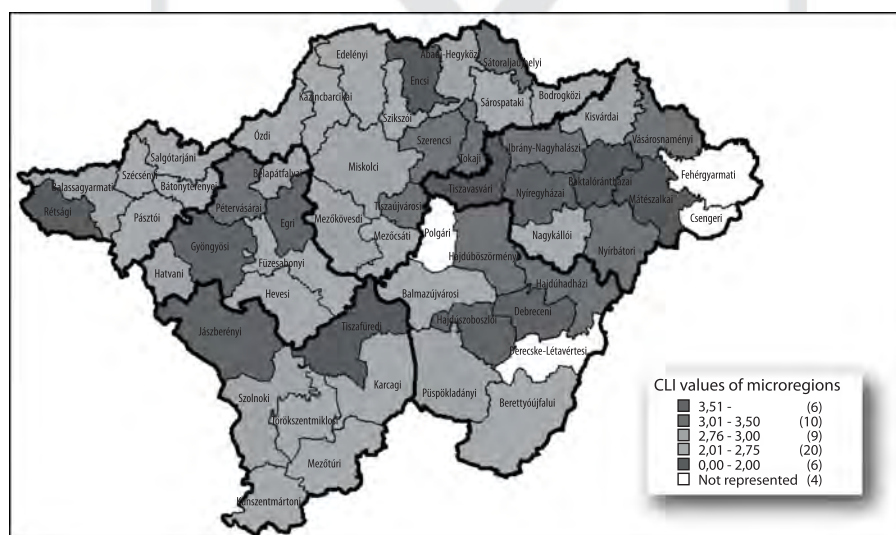 Edelényi
Abaúj-Hegyközi
Sátoraljaújhelyi
Encsi
Kazincbarcikai
Sárospataki
Bodrogközi
Szikszói
Kisvárdai
Ózdi
Szerencsi
Vásárosnaményi
Tokaji
Ibrány-Nagyhalászi
Salgótarjáni
Szécsényi
Bélapátfalvai
Miskolci
Fehérgyarmati
Balassagyarmati
Bátonyterenyei
Tiszavasvári
Nyíregyházai
Baktalórántházai
Rétsági
Pétervásárai
Egri
Tiszaújvárosi
Mátészalkai
Pásztói
Mezőkövesdi
Csengeri
Gyöngyösi
Mezőcsáti
Polgári
Nagykállói
Nyírbátori
Füzesabonyi
Hajdúböszörményi
Hatvani
Hevesi
Balmazújvárosi
Hajdúhadházi
Jászberényi
Tiszafüredi
Hajdúszoboszlói
Debreceni
Derecske-Létavértesi
Szolnoki
Karcagi
Püspökladányi
Berettyóújfalui
Törökszentmiklósi
Mezőtúri
Kunszentmártoni
CLI values of microregions
3,51 - (6)
3,01 - 3,50 (10)
2,76 - 3,00 (9)
2,01 - 2,75 (20)
0,00 - 2,00 (6)
Not represented (4)